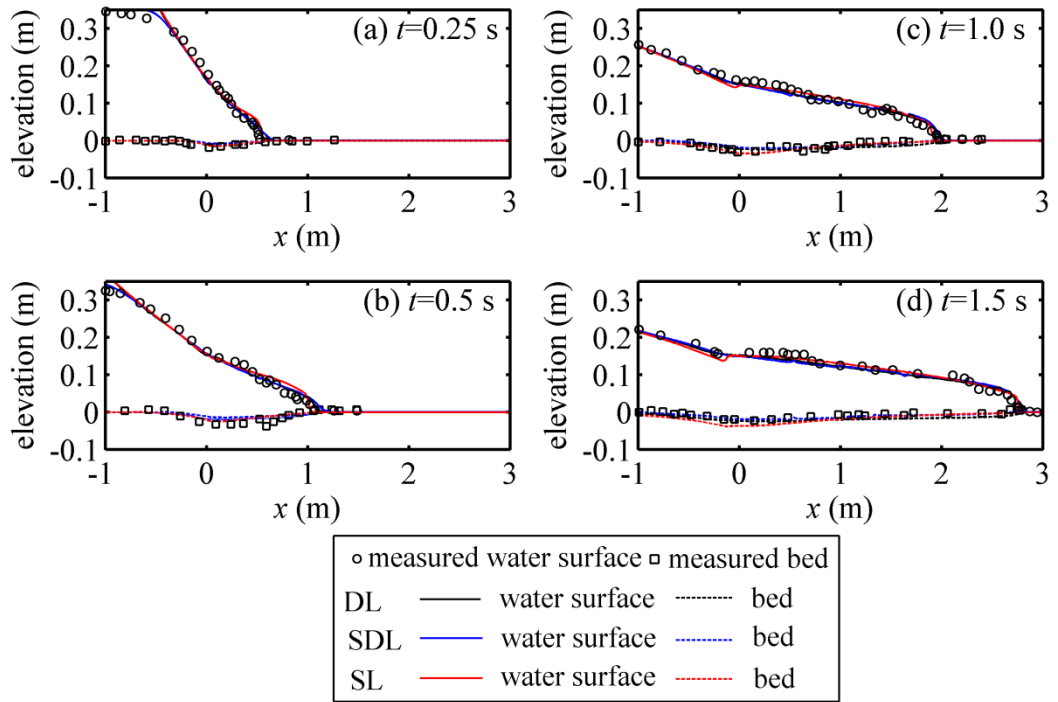 (a) t=0.25 s
elevation (m)
0.3
0.2
0.1
0
-0.1
-1 0 1 2 3
x (m)
(b) t=0.5 s
elevation (m)
0.3
0.2
0.1
0
-0.1
-1 0 1 2 3
x (m)
(c) t=1.0 s
elevation (m)
0.3
0.2
0.1
0
-0.1
-1 0 1 2 3
x (m)
(d) t=1.5 s
elevation (m)
0.3
0.2
0.1
0
-0.1
-1 0 1 2 3
x (m)
measured water surface measured bed
DL water surface bed
SDL water surface bed
SL water surface bed